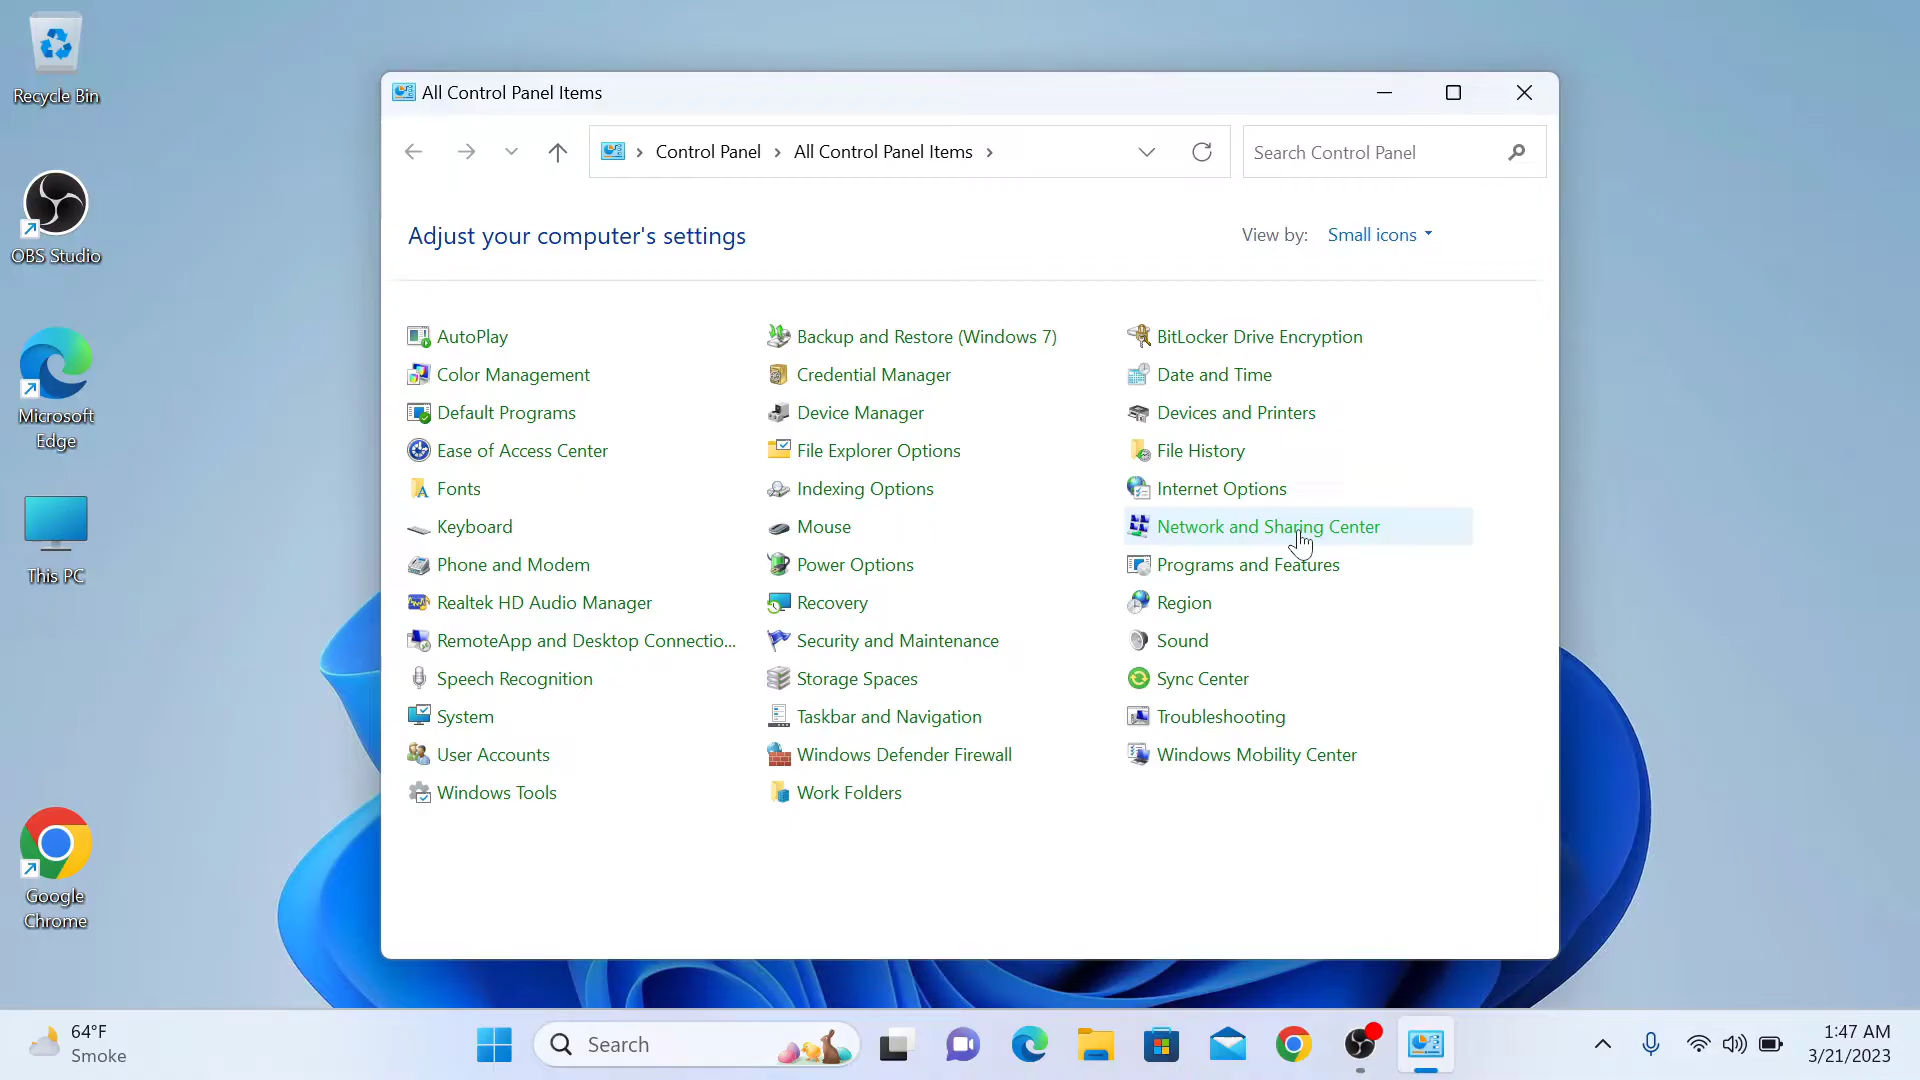 Recycle Bin
OBS Studio
Microsoft
Edge
This PC
Google
Chrome
All Control Panel Items
Control Panel
All Control Panel Items
Search Control Panel
Adjust your computer's settings
View by: Small icons
AutoPlay
Backup and Restore (Windows 7)
BitLocker Drive Encryption
Color Management
Credential Manager
Date and Time
Default Programs
Device Manager
Devices and Printers
Ease of Access Center
File Explorer Options
File History
Fonts
Indexing Options
Internet Options
Keyboard
Mouse
Network and Sharing Center
Phone and Modem
Power Options
Programs and Features
Realtek HD Audio Manager
Recovery
Region
RemoteApp and Desktop Connectio...
Security and Maintenance
Sound
Speech Recognition
Storage Spaces
Sync Center
System
Taskbar and Navigation
Troubleshooting
User Accounts
Windows Defender Firewall
Windows Mobility Center
Windows Tools
Work Folders
64°F
Smoke
Search
1:47 AM
3/21/2023